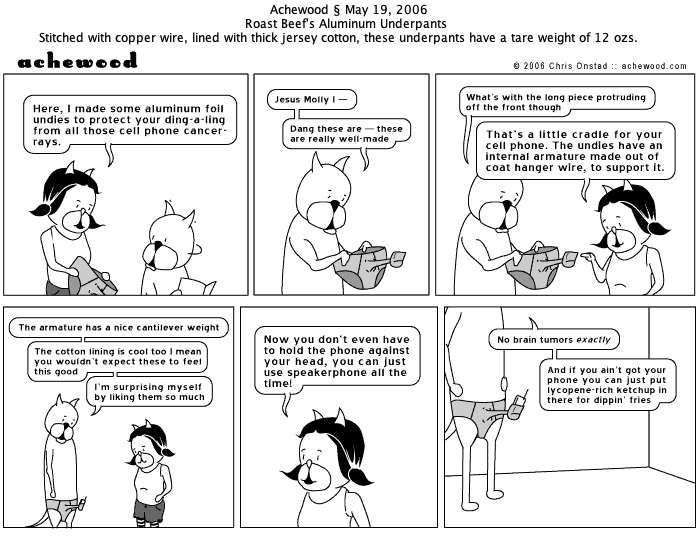 Achewood § May 19, 2006
Roast Beef's Aluminum Underpants
Stitched with copper wire, lined with thick jersey cotton, these underpants have a tare weight of 12 ozs.
achewood
© 2006 Chris Onstad :: achewood.com
Here, I made some aluminum foil
undies to protect your ding-a-ling
from all those cell phone cancer-
rays.
Jesus Molly I —
Dang these are — these
are really well-made
What's with the long piece protruding
off the front though
That's a little cradle for your
cell phone. The undies have an
internal armature made out of
coat hanger wire, to support it.
The armature has a nice cantilever weight
The cotton lining is cool too I mean
you wouldn't expect these to feel
this good
I'm surprising myself
by liking them so much
Now you don't even have
to hold the phone against
your head, you can just
use speakerphone all the
time!
No brain tumors exactly
And if you ain't got your
phone you can just put
lycopene-rich ketchup in
there for dippin' fries